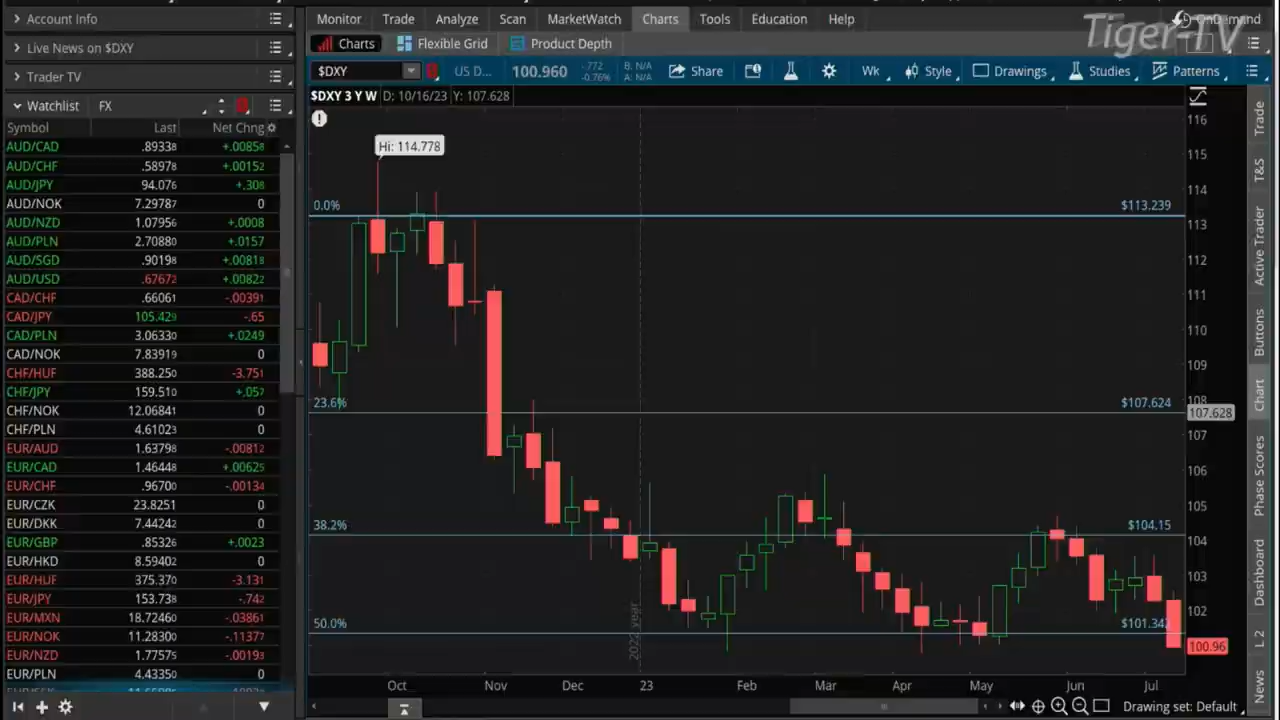 Monitor Trade Analyze Scan MarketWatch Charts Tools Education Help OnDemand
Tiger-TV
Account Info
Live News on $DXY
Trader TV
Watchlist FX
Symbol Last Net Chng
AUD/CAD .89338 +.00858
AUD/CHF .58978 +.00152
AUD/JPY 94.076 +.308
AUD/NOK 7.29787 0
AUD/NZD 1.07956 +.0008
AUD/PLN 2.70880 +.0157
AUD/SGD .90198 +.00818
AUD/USD .67672 +.00822
CAD/CHF .66061 -.00391
CAD/JPY 105.429 -.65
CAD/PLN 3.06330 +.0249
CAD/NOK 7.83919 0
CHF/HUF 388.250 -3.751
CHF/JPY 159.510 +.057
CHF/NOK 12.06841 0
CHF/PLN 4.61023 0
EUR/AUD 1.63798 -.00812
EUR/CAD 1.46448 +.00625
EUR/CHF .96700 -.00134
EUR/CZK 23.8251 0
EUR/DKK 7.44242 0
EUR/GBP .85326 +.0023
EUR/HKD 8.59402 0
EUR/HUF 375.370 -3.131
EUR/JPY 153.738 -.742
EUR/MXN 18.72460 -.03861
EUR/NOK 11.28300 -.11377
EUR/NZD 1.77575 -.0019
EUR/PLN 4.43350 0
Charts Flexible Grid Product Depth
$DXY US D... 100.960 -.772 -0.76% B: N/A A: N/A Share Wk Style Drawings Studies Patterns
$DXY 3 Y W D: 10/16/23 Y: 107.628
Hi: 114.778
0.0% $113.239
23.6% $107.624
38.2% $104.15
50.0% $101.342
2022 year
116
115
114
113
112
111
110
109
108
107.628
107
106
105
104
103
102
100.96
Oct Nov Dec 23 Feb Mar Apr May Jun Jul
Drawing set: Default
Trade
T&S
Active Trader
Buttons
Chart
Phase Scores
Dashboard
L 2
News